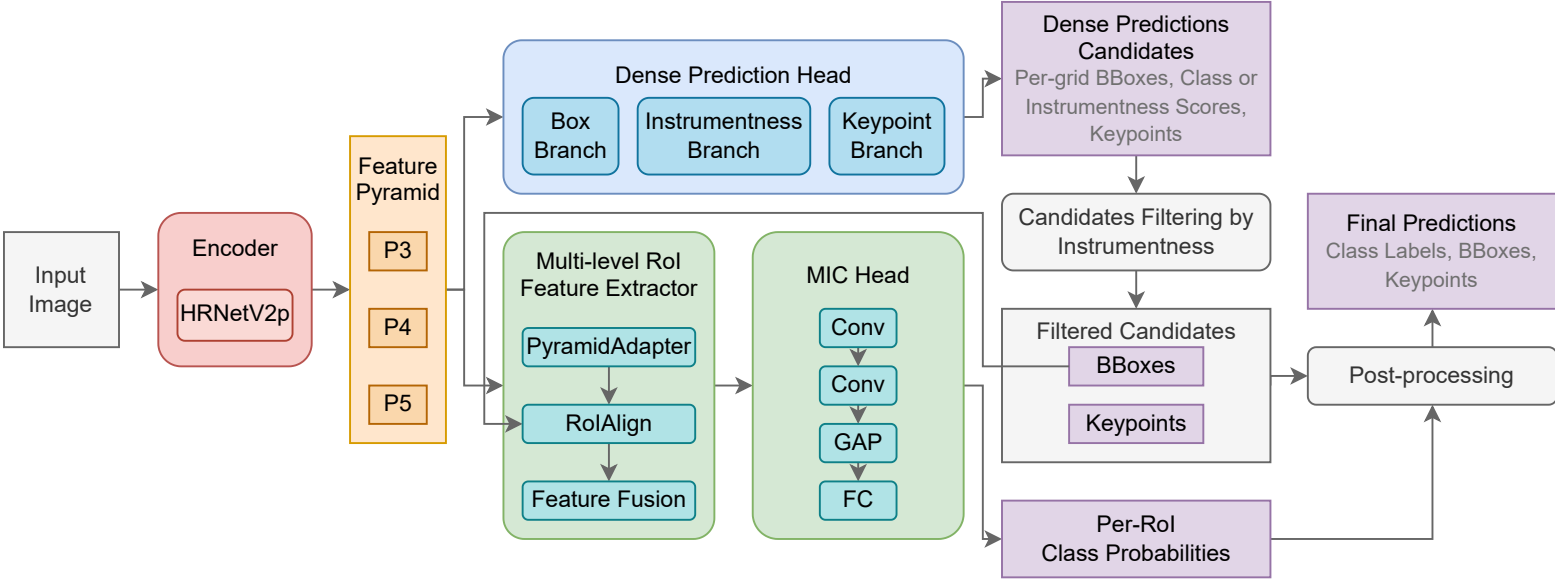 Input
Image
Encoder
HRNetV2p
Feature
Pyramid
P3
P4
P5
Dense Prediction Head
Box
Branch
Instrumentness
Branch
Keypoint
Branch
Multi-level RoI
Feature Extractor
PyramidAdapter
RoIAlign
Feature Fusion
MIC Head
Conv
Conv
GAP
FC
Dense Predictions
Candidates
Per-grid BBoxes, Class or
Instrumentness Scores,
Keypoints
Candidates Filtering by
Instrumentness
Filtered Candidates
BBoxes
Keypoints
Per-RoI
Class Probabilities
Post-processing
Final Predictions
Class Labels, BBoxes,
Keypoints